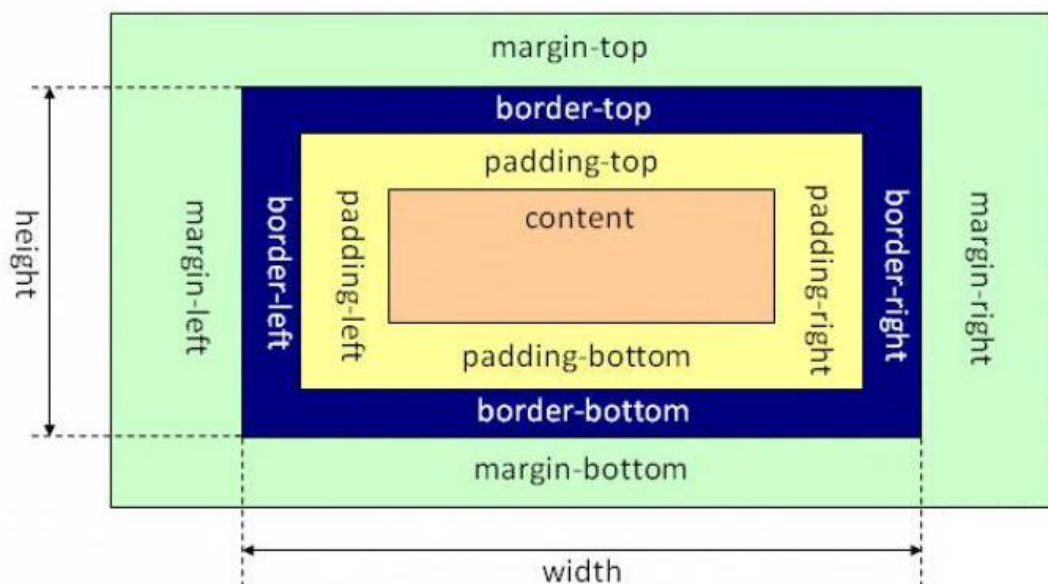 margin-top
border-top
padding-top
content
height
margin-left
border-left
padding-left
padding-right
border-right
margin-right
padding-bottom
border-bottom
margin-bottom
width